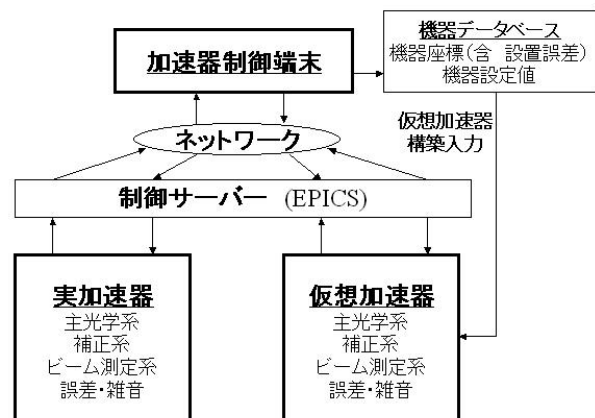 加速器制御端末
機器データベース
機器座標(含 設置誤差)
機器設定値
仮想加速器
構築入力
ネットワーク
制御サーバー (EPICS)
実加速器
主光学系
補正系
ビーム測定系
誤差・雑音
仮想加速器
主光学系
補正系
ビーム測定系
誤差・雑音